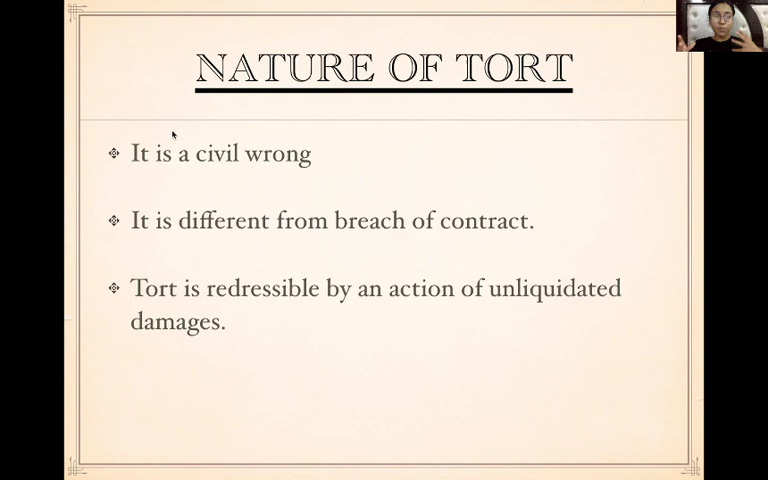 NATURE OF TORT
It is a civil wrong
It is different from breach of contract.
Tort is redressible by an action of unliquidated
damages.